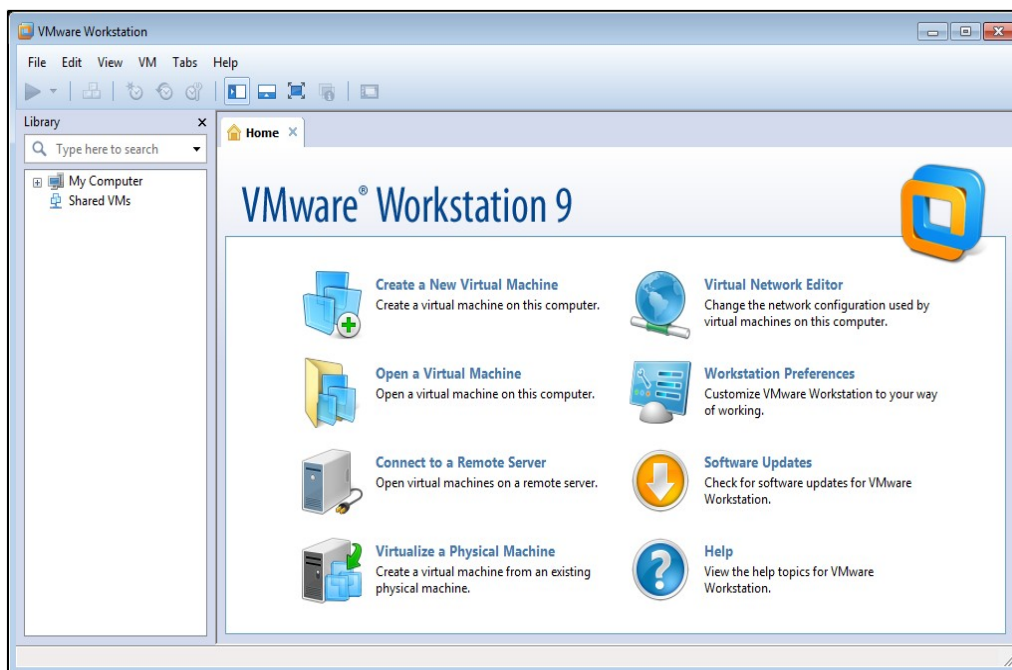 VMware Workstation
File Edit View VM Tabs Help
Library
Type here to search
My Computer
Shared VMs
Home
VMware® Workstation 9
Create a New Virtual Machine
Create a virtual machine on this computer.
Open a Virtual Machine
Open a virtual machine on this computer.
Connect to a Remote Server
Open virtual machines on a remote server.
Virtualize a Physical Machine
Create a virtual machine from an existing
physical machine.
Virtual Network Editor
Change the network configuration used by
virtual machines on this computer.
Workstation Preferences
Customize VMware Workstation to your way
of working.
Software Updates
Check for software updates for VMware
Workstation.
Help
View the help topics for VMware
Workstation.